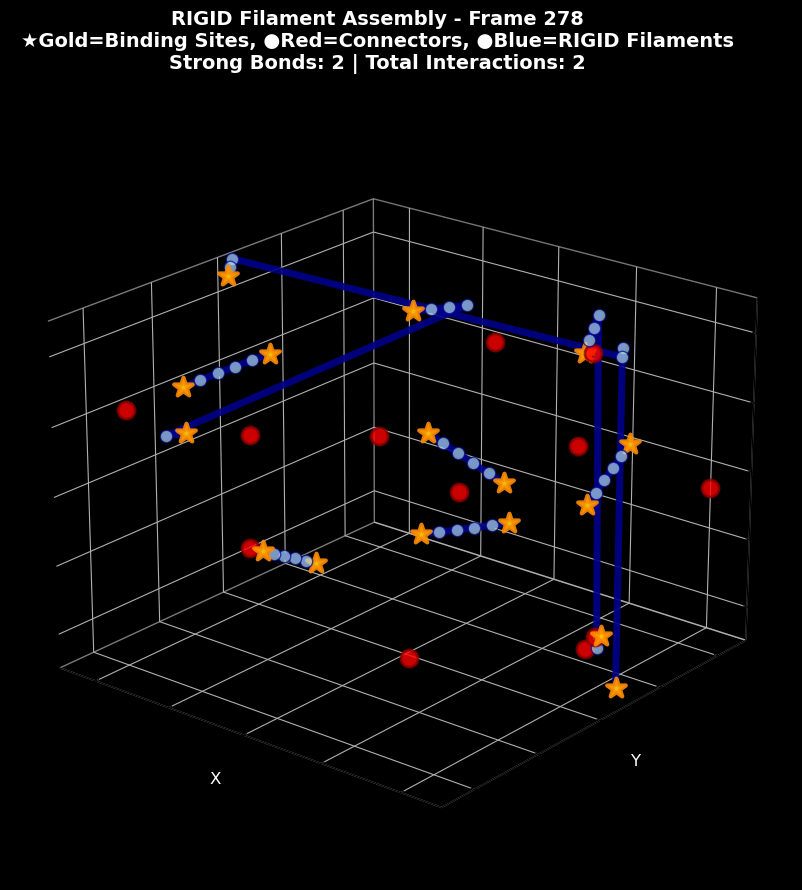 RIGID Filament Assembly - Frame 278
★Gold=Binding Sites, ●Red=Connectors, ●Blue=RIGID Filaments
Strong Bonds: 2 | Total Interactions: 2
X
Y